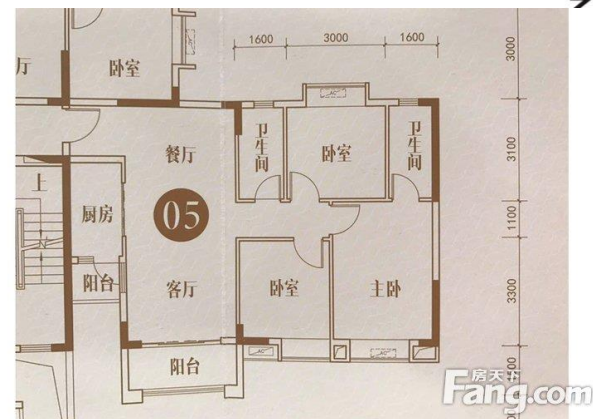 1600 3000 1600
3000
厅
卧室
卫生间
卧室
卫生间
餐厅
3100
上
厨房
05
1100
阳台
客厅
卧室
主卧
3300
阳台
房天下
Fang.com